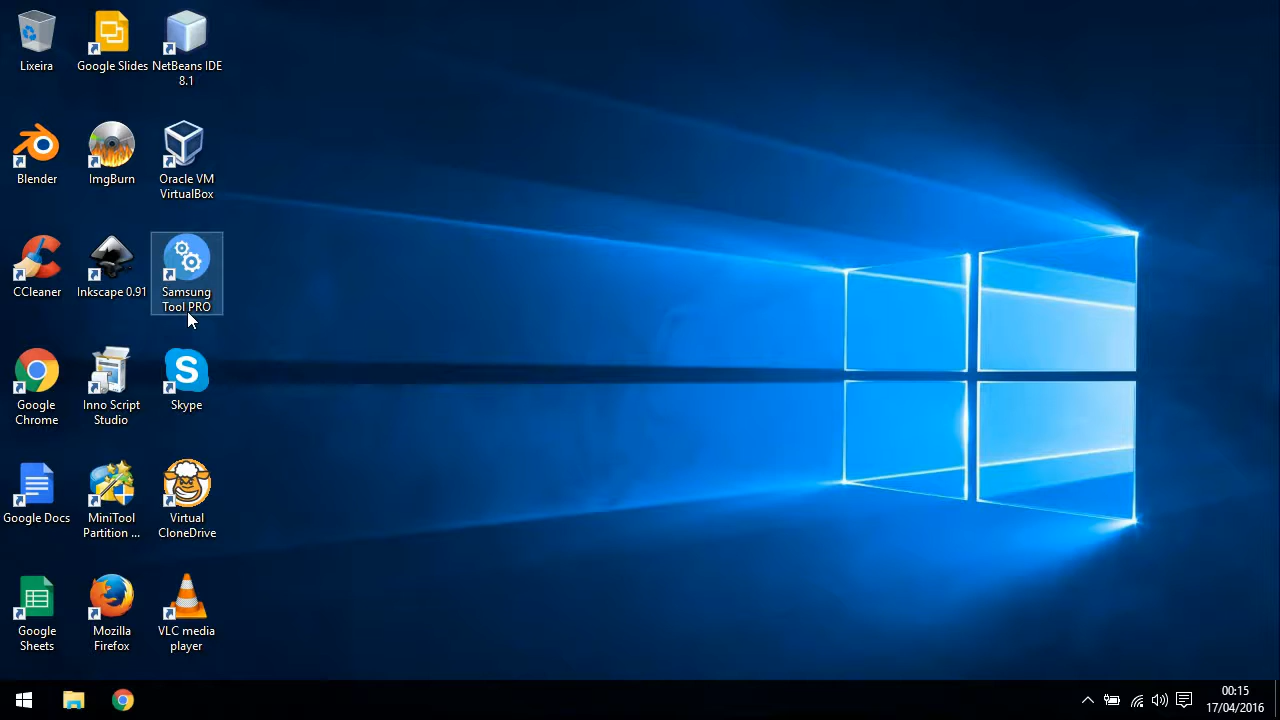 Lixeira
Google Slides
NetBeans IDE
8.1
Blender
ImgBurn
Oracle VM
VirtualBox
CCleaner
Inkscape 0.91
Samsung
Tool PRO
Google
Chrome
Inno Script
Studio
Skype
Google Docs
MiniTool
Partition ...
Virtual
CloneDrive
Google
Sheets
Mozilla
Firefox
VLC media
player
00:15
17/04/2016